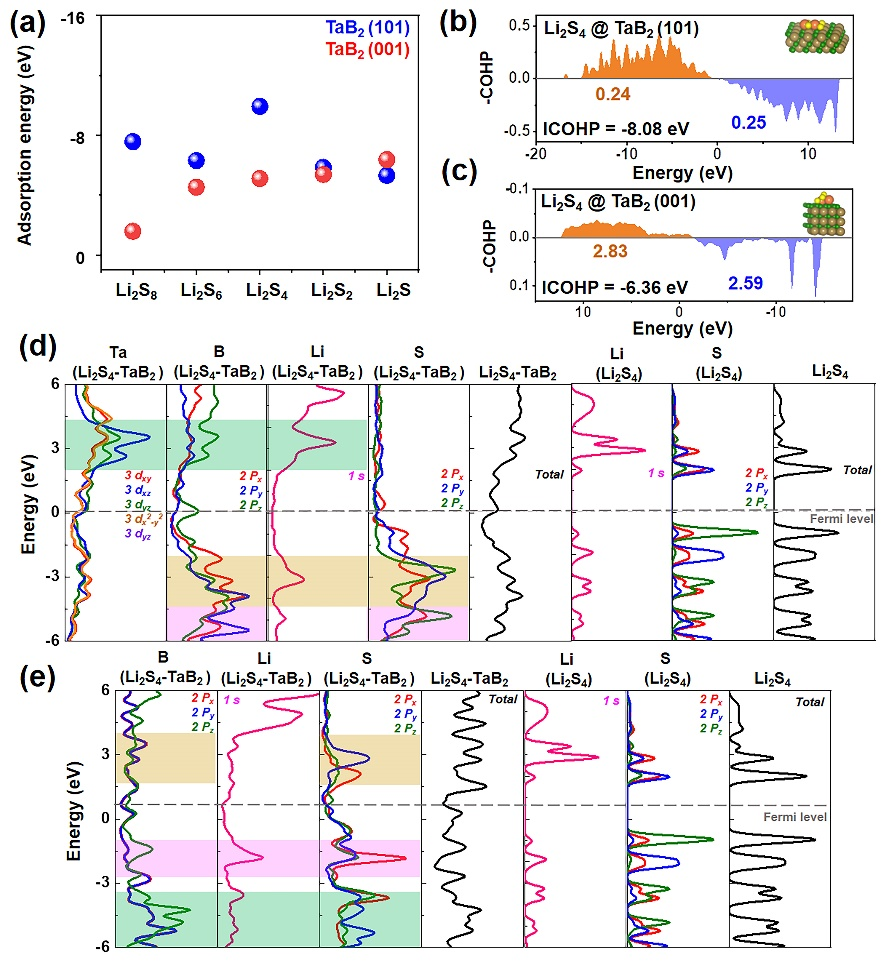 (a)
-16
-8
0
Adsorption energy (eV)
TaB2 (101)
TaB2 (001)
Li2S8
Li2S6
Li2S4
Li2S2
Li2S
(b)
0.5
0.0
-0.5
-COHP
Li2S4 @ TaB2 (101)
0.24
0.25
ICOHP = -8.08 eV
-20
-10
0
10
Energy (eV)
(c)
-0.1
0.0
0.1
-COHP
Li2S4 @ TaB2 (001)
2.83
2.59
ICOHP = -6.36 eV
10
0
-10
Energy (eV)
(d)
Ta
(Li2S4-TaB2)
B
(Li2S4-TaB2)
Li
(Li2S4-TaB2)
S
(Li2S4-TaB2)
Li2S4-TaB2
Li
(Li2S4)
S
(Li2S4)
Li2S4
6
3
0
-3
-6
Energy (eV)
3 dxy
3 dxz
3 dyz
3 dx2-y2
3 dyz
2 Px
2 Py
2 Pz
1 s
2 Px
2 Py
2 Pz
Total
1 s
2 Px
2 Py
2 Pz
Total
Fermi level
(e)
B
(Li2S4-TaB2)
Li
(Li2S4-TaB2)
S
(Li2S4-TaB2)
Li2S4-TaB2
Li
(Li2S4)
S
(Li2S4)
Li2S4
6
3
0
-3
-6
Energy (eV)
2 Px
2 Py
2 Pz
1 s
2 Px
2 Py
2 Pz
Total
1 s
2 Px
2 Py
2 Pz
Total
Fermi level